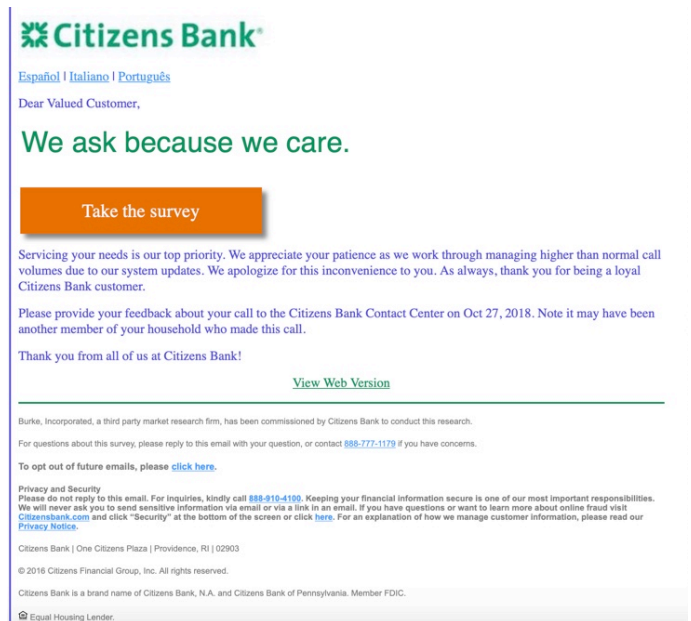 Citizens Bank®
Español | Italiano | Português
Dear Valued Customer,
We ask because we care.
Take the survey
Servicing your needs is our top priority. We appreciate your patience as we work through managing higher than normal call
volumes due to our system updates. We apologize for this inconvenience to you. As always, thank you for being a loyal
Citizens Bank customer.
Please provide your feedback about your call to the Citizens Bank Contact Center on Oct 27, 2018. Note it may have been
another member of your household who made this call.
Thank you from all of us at Citizens Bank!
View Web Version
Burke, Incorporated, a third party market research firm, has been commissioned by Citizens Bank to conduct this research.
For questions about this survey, please reply to this email with your question, or contact 888-777-1179 if you have concerns.
To opt out of future emails, please click here.
Privacy and Security
Please do not reply to this email. For inquiries, kindly call 888-910-4100. Keeping your financial information secure is one of our most important responsibilities.
We will never ask you to send sensitive information via email or via a link in an email. If you have questions or want to learn more about online fraud visit
Citizensbank.com and click “Security” at the bottom of the screen or click here. For an explanation of how we manage customer information, please read our
Privacy Notice.
Citizens Bank | One Citizens Plaza | Providence, RI | 02903
© 2016 Citizens Financial Group, Inc. All rights reserved.
Citizens Bank is a brand name of Citizens Bank, N.A. and Citizens Bank of Pennsylvania. Member FDIC.
Equal Housing Lender.